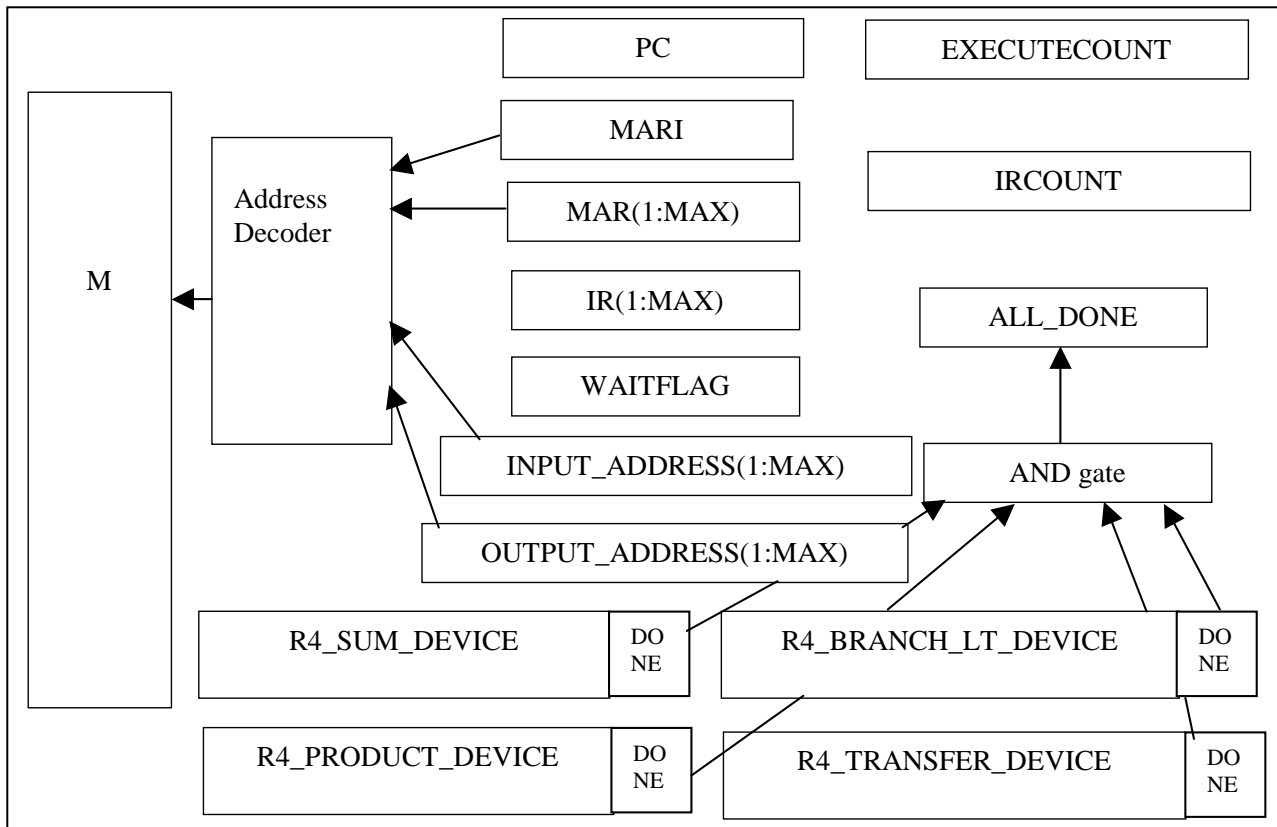 PC
EXECUTECOUNT
MARI
IRCOUNT
Address
Decoder
MAR(1:MAX)
M
IR(1:MAX)
ALL_DONE
WAITFLAG
INPUT_ADDRESS(1:MAX)
AND gate
OUTPUT_ADDRESS(1:MAX)
R4_SUM_DEVICE
DO
NE
R4_BRANCH_LT_DEVICE
DO
NE
R4_PRODUCT_DEVICE
DO
NE
R4_TRANSFER_DEVICE
DO
NE